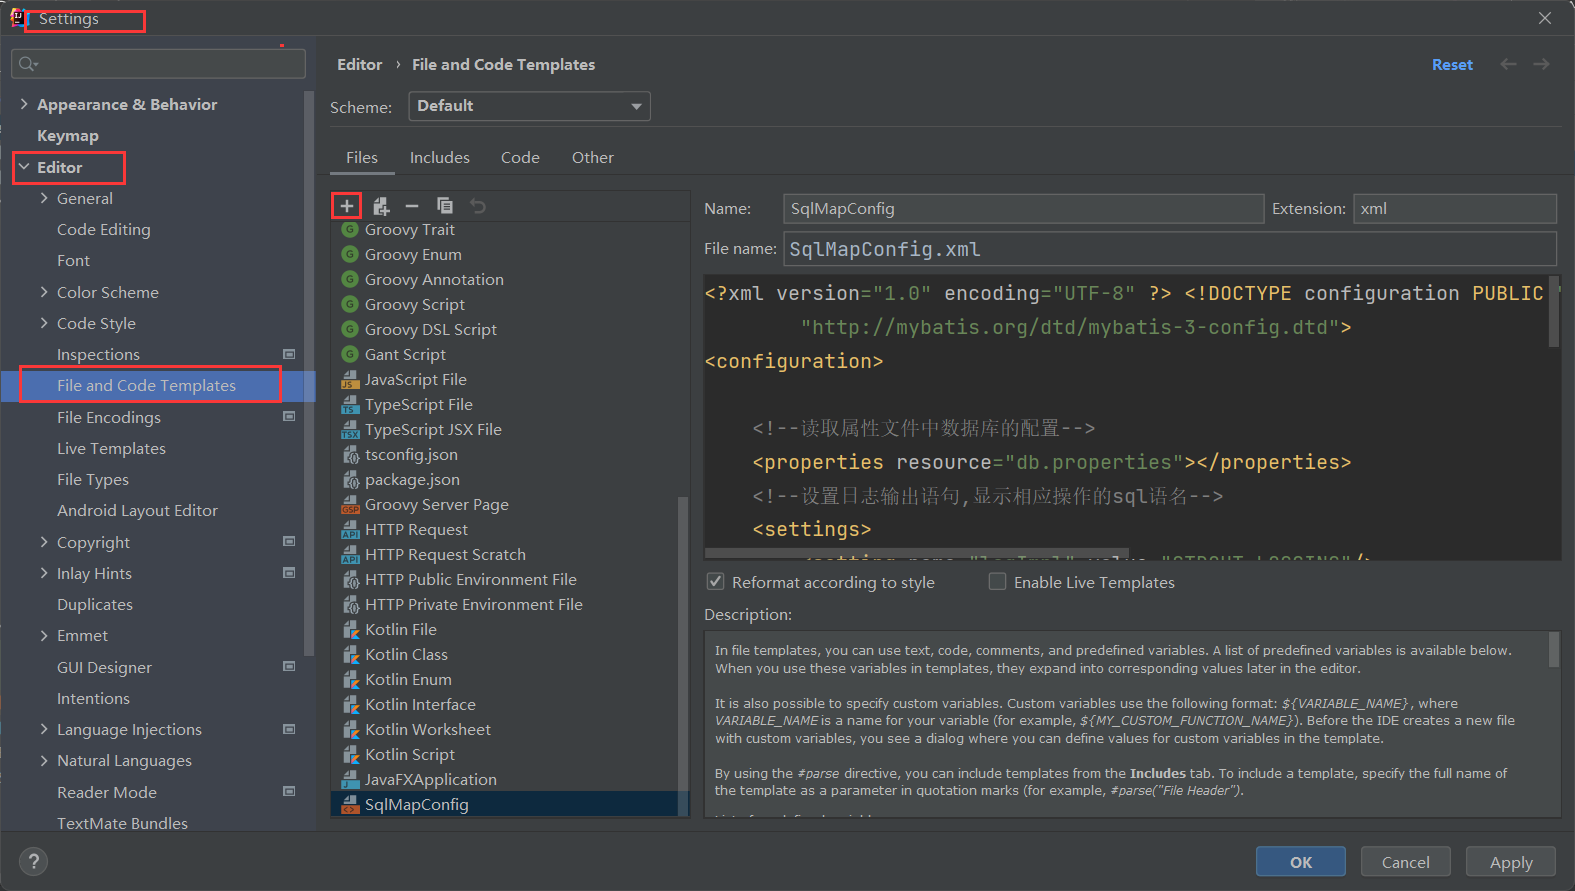 Settings
Appearance & Behavior
Keymap
Editor
General
Code Editing
Font
Color Scheme
Code Style
Inspections
File and Code Templates
File Encodings
Live Templates
File Types
Android Layout Editor
Copyright
Inlay Hints
Duplicates
Emmet
GUI Designer
Intentions
Language Injections
Natural Languages
Reader Mode
TextMate Bundles
Editor › File and Code Templates
Reset
Scheme: Default
Files Includes Code Other
Groovy Trait
Groovy Enum
Groovy Annotation
Groovy Script
Groovy DSL Script
Gant Script
JavaScript File
TypeScript File
TypeScript JSX File
tsconfig.json
package.json
Groovy Server Page
HTTP Request
HTTP Request Scratch
HTTP Public Environment File
HTTP Private Environment File
Kotlin File
Kotlin Class
Kotlin Enum
Kotlin Interface
Kotlin Worksheet
Kotlin Script
JavaFXApplication
SqlMapConfig
Name: SqlMapConfig Extension: xml
File name: SqlMapConfig.xml
<?xml version="1.0" encoding="UTF-8" ?> <!DOCTYPE configuration PUBLIC "
"http://mybatis.org/dtd/mybatis-3-config.dtd">
<configuration>
<!--读取属性文件中数据库的配置-->
<properties resource="db.properties"></properties>
<!--设置日志输出语句,显示相应操作的sql语名-->
<settings>
<setting name="logImpl" value="STDOUT_LOGGING"/>
Reformat according to style
Enable Live Templates
Description:
In file templates, you can use text, code, comments, and predefined variables. A list of predefined variables is available below.
When you use these variables in templates, they expand into corresponding values later in the editor.
It is also possible to specify custom variables. Custom variables use the following format: ${VARIABLE_NAME}, where
VARIABLE_NAME is a name for your variable (for example, ${MY_CUSTOM_FUNCTION_NAME}). Before the IDE creates a new file
with custom variables, you see a dialog where you can define values for custom variables in the template.
By using the #parse directive, you can include templates from the Includes tab. To include a template, specify the full name of
the template as a parameter in quotation marks (for example, #parse("File Header").
?
OK Cancel Apply